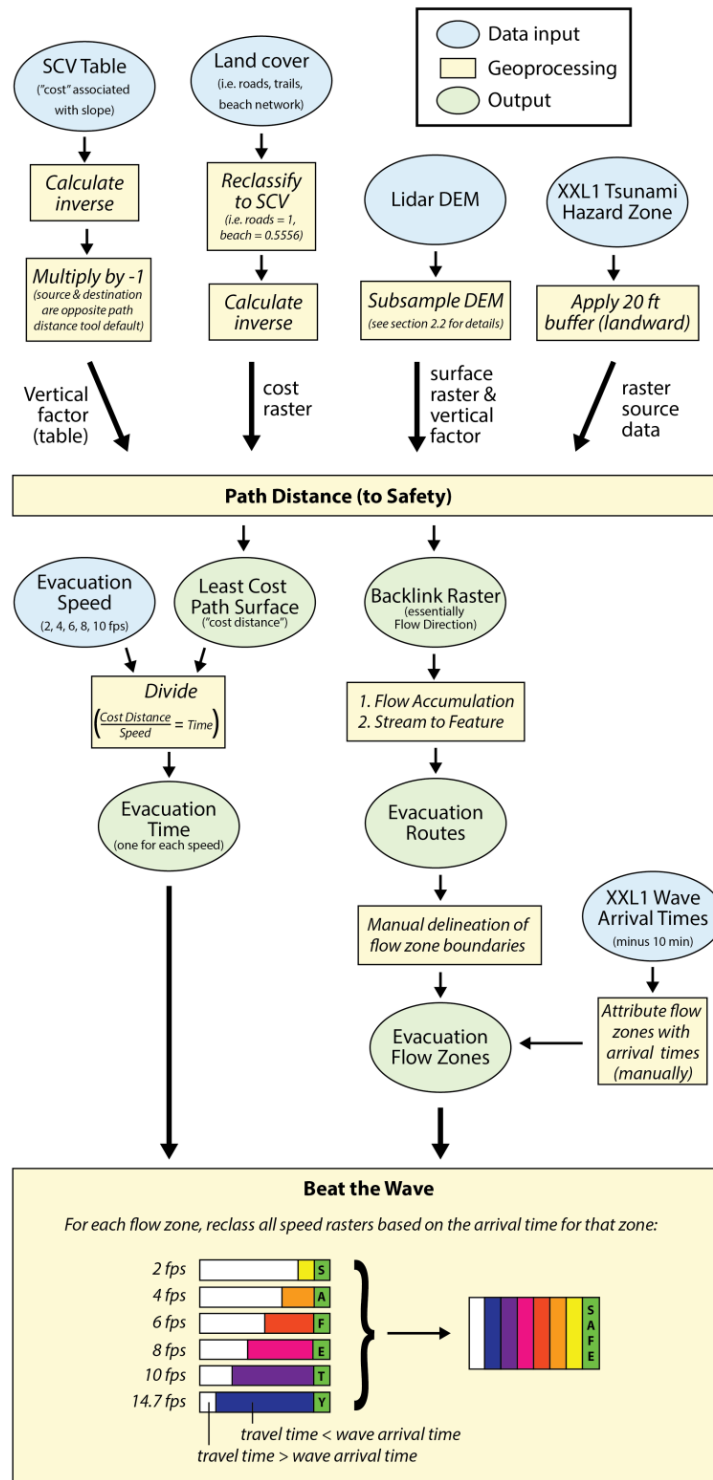 SCV Table
("cost" associated
with slope)
Land cover
(i.e. roads, trails,
beach network)
Data input
Geoprocessing
Output
Calculate
inverse
Reclassify
to SCV
(i.e. roads = 1,
beach = 0.5556)
Lidar DEM
XXL1 Tsunami
Hazard Zone
Multiply by -1
(source & destination
are opposite path
distance tool default)
Calculate
inverse
Subsample DEM
(see section 2.2 for details)
Apply 20 ft
buffer (landward)
Vertical
factor
(table)
cost
raster
surface
raster &
vertical
factor
raster
source
data
Path Distance (to Safety)
Evacuation
Speed
(2, 4, 6, 8, 10 fps)
Least Cost
Path Surface
("cost distance")
Backlink Raster
(essentially
Flow Direction)
Divide
(Cost Distance
Speed = Time)
1. Flow Accumulation
2. Stream to Feature
Evacuation
Time
(one for each speed)
Evacuation
Routes
Manual delineation of
flow zone boundaries
XXL1 Wave
Arrival Times
(minus 10 min)
Evacuation
Flow Zones
Attribute flow
zones with
arrival times
(manually)
Beat the Wave
For each flow zone, reclass all speed rasters based on the arrival time for that zone:
2 fps S
4 fps A
6 fps F
8 fps E
10 fps T
14.7 fps Y
S
A
F
E
travel time < wave arrival time
travel time > wave arrival time